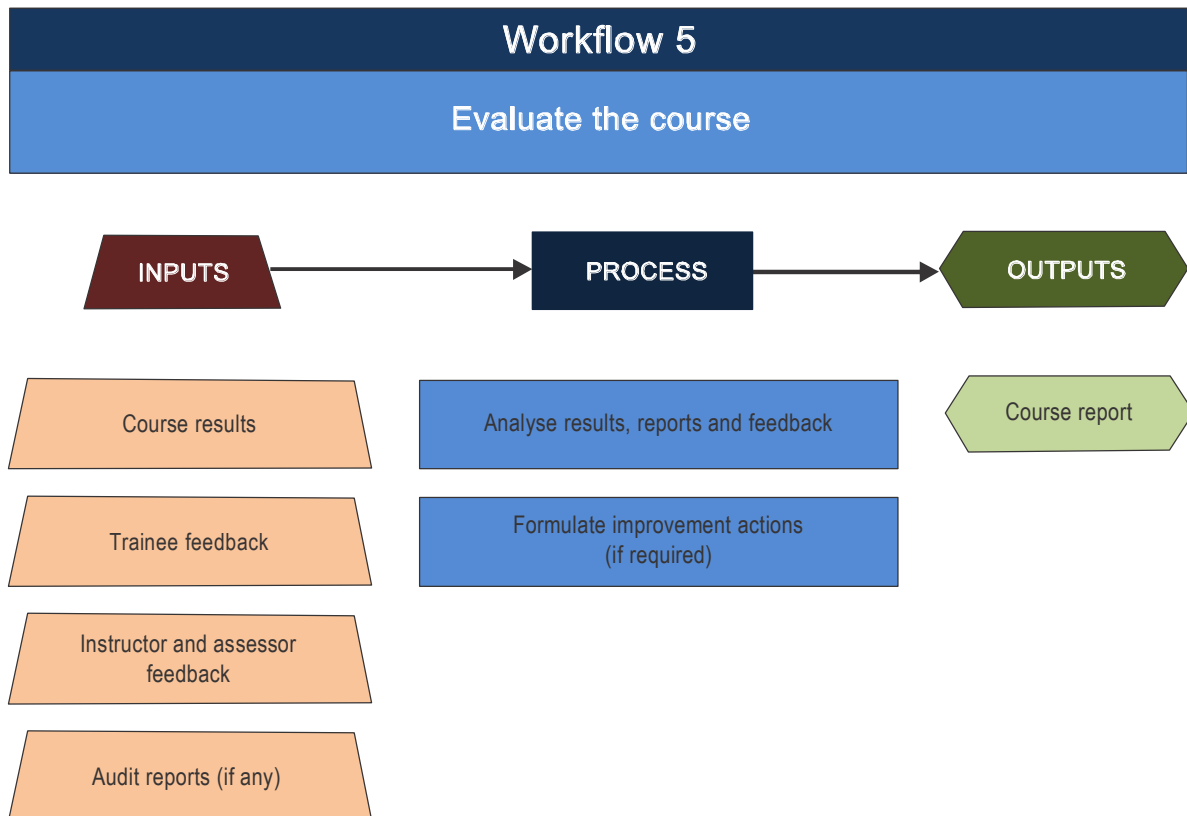 Workflow 5
Evaluate the course
INPUTS
PROCESS
OUTPUTS
Course results
Analyse results, reports and feedback
Course report
Trainee feedback
Formulate improvement actions
(if required)
Instructor and assessor
feedback
Audit reports (if any)